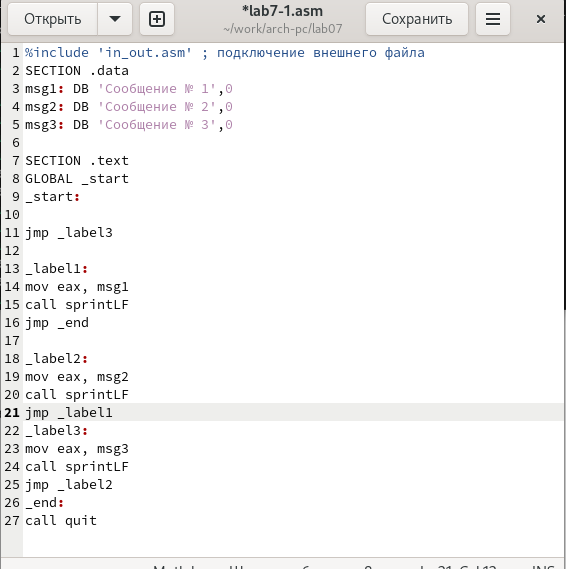 Открыть
*lab7-1.asm
~/work/arch-pc/lab07
Сохранить
1 %include 'in_out.asm' ; подключение внешнего файла
2 SECTION .data
3 msg1: DB 'Сообщение № 1',0
4 msg2: DB 'Сообщение № 2',0
5 msg3: DB 'Сообщение № 3',0
6
7 SECTION .text
8 GLOBAL _start
9 _start:
10
11 jmp _label3
12
13 _label1:
14 mov eax, msg1
15 call sprintLF
16 jmp _end
17
18 _label2:
19 mov eax, msg2
20 call sprintLF
21 jmp _label1
22 _label3:
23 mov eax, msg3
24 call sprintLF
25 jmp _label2
26 _end:
27 call quit